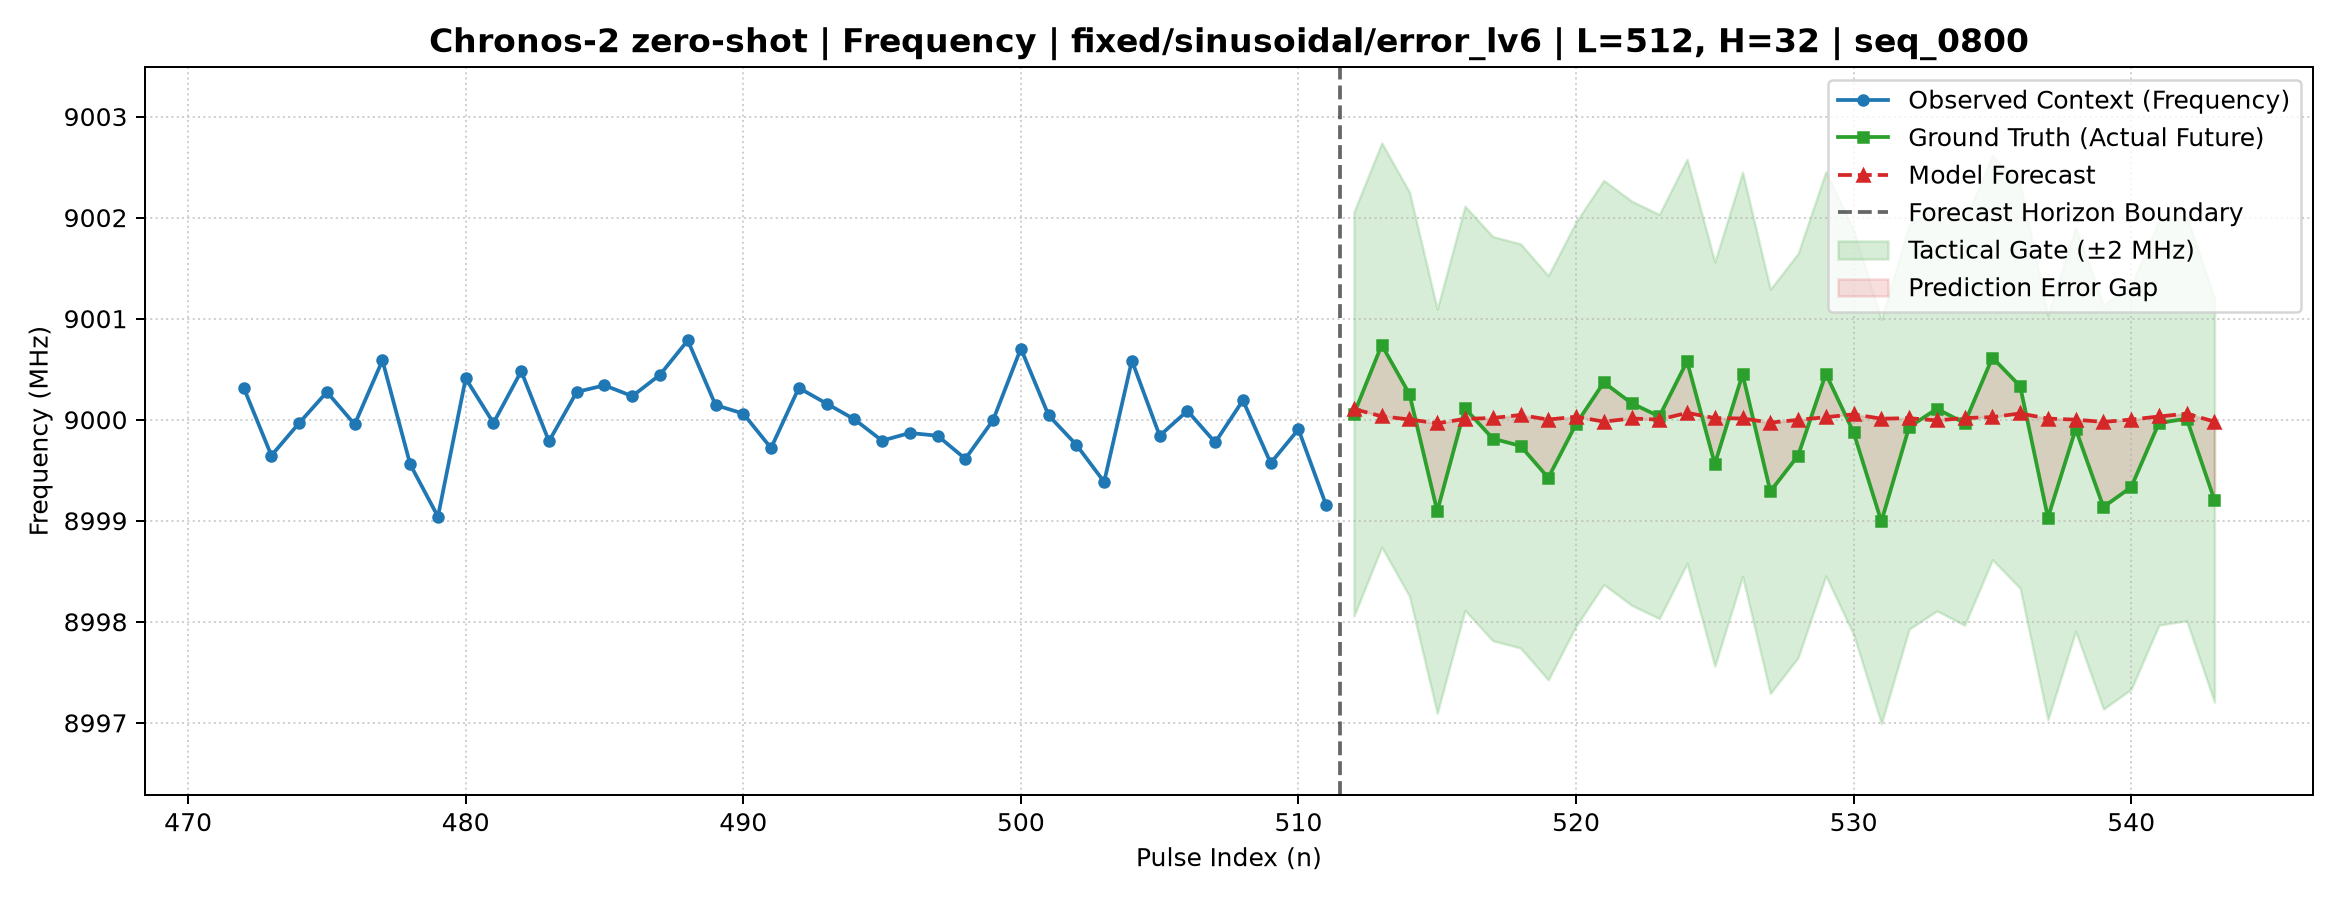 Chronos-2 zero-shot | Frequency | fixed/sinusoidal/error_lv6 | L=512, H=32 | seq_0800
Observed Context (Frequency)
Ground Truth (Actual Future)
Model Forecast
Forecast Horizon Boundary
Tactical Gate (±2 MHz)
Prediction Error Gap
Frequency (MHz)
9003
9002
9001
9000
8999
8998
8997
470 480 490 500 510 520 530 540
Pulse Index (n)